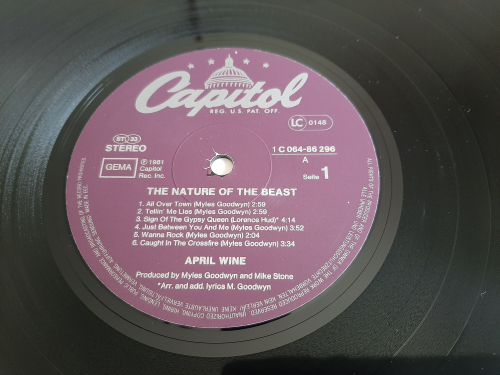 Capitol
REG. U.S. PAT. OFF.
LC 0148
ST 33
STEREO
GEMA
℗ 1981
Capitol
Rec. Inc.
1 C 064-86 296
A
Seite 1
THE NATURE OF THE BEAST
1. All Over Town (Myles Goodwyn) 2:59
2. Tellin' Me Lies (Myles Goodwyn) 2:59
3. Sign Of The Gypsy Queen (Lorence Hud)* 4:14
4. Just Between You And Me (Myles Goodwyn) 3:54
5. Wanna Rock (Myles Goodwyn) 2:04
6. Caught In The Crossfire (Myles Goodwyn) 3:34
APRIL WINE
Produced by Myles Goodwyn and Mike Stone
*Arr. and add. lyrics M. Goodwyn